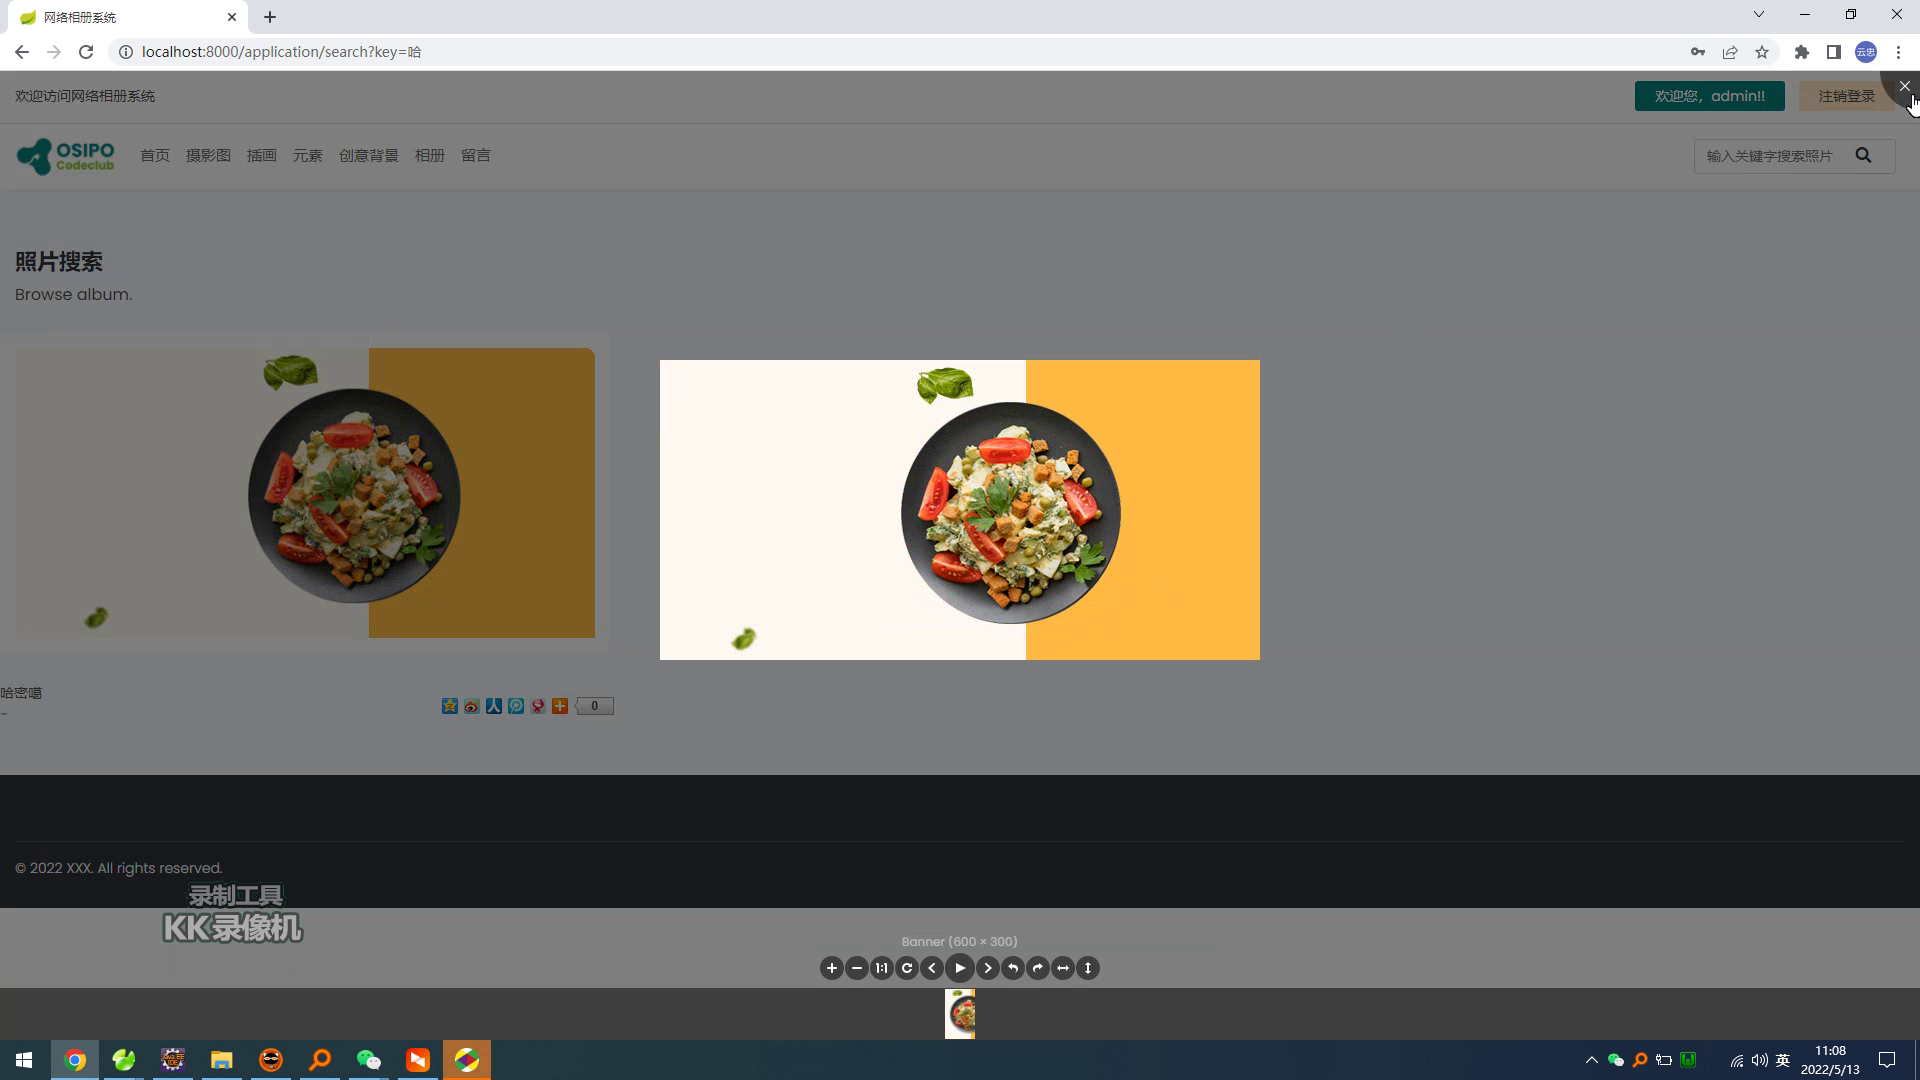 网络相册系统
localhost:8000/application/search?key=哈
云忠
欢迎访问网络相册系统
欢迎您，admin!!
注销登录
OSIPO
Codeclub
首页
摄影图
插画
元素
创意背景
相册
留言
输入关键字搜索照片
照片搜索
Browse album.
哈密噶
-
0
© 2022 XXX. All rights reserved.
录制工具
KK录像机
Banner (600 × 300)
1:1
英
11:08
2022/5/13